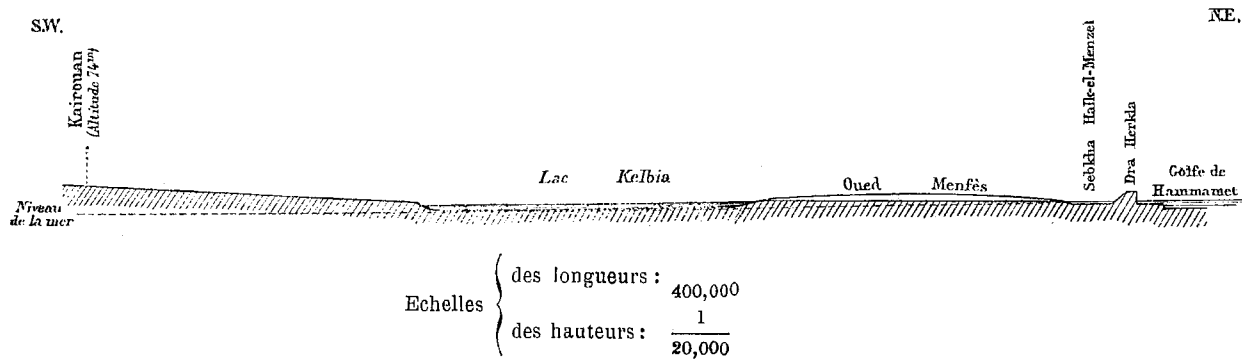 S.W.
N.E.
Kairouan
(Altitude 74m)
Sebkha Halk-el-Menzel
Dra Herkla
Lac Kelbia
Oued Menfès
Golfe de
Hammamet
Niveau
de la mer
Echelles
des longueurs :
400,000
des hauteurs :
1
20,000